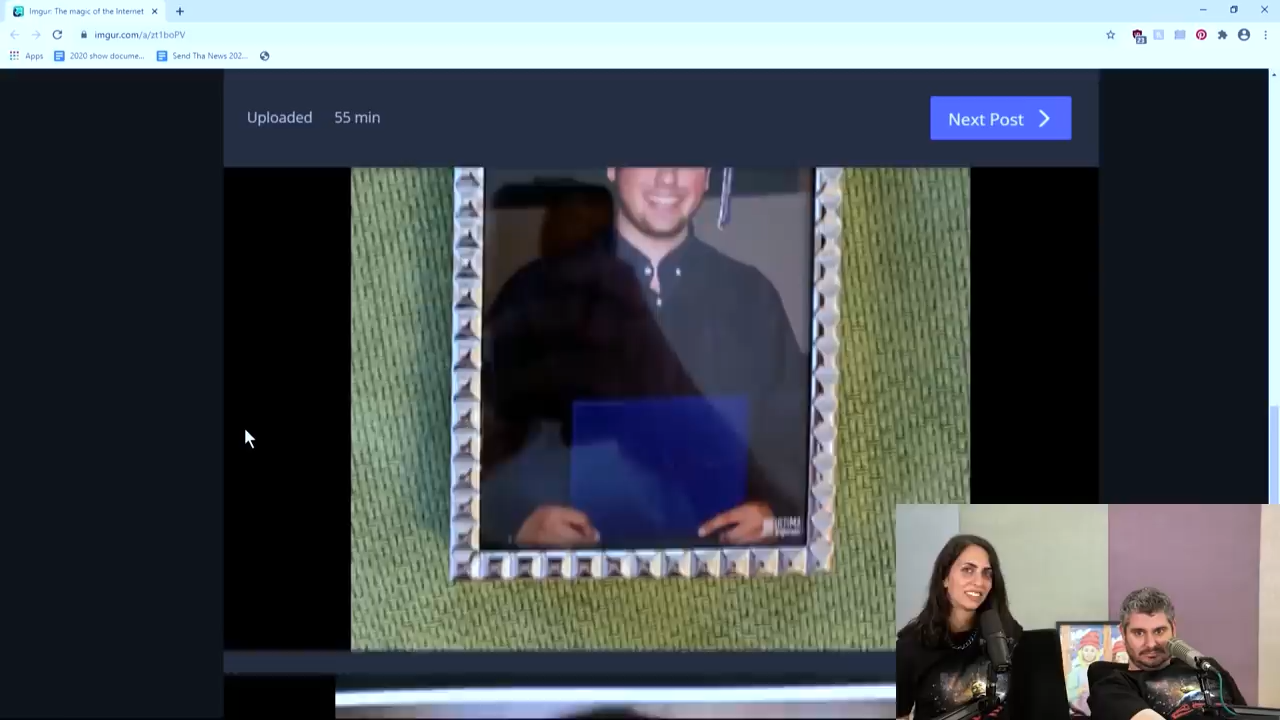 Imgur: The magic of the Internet
imgur.com/a/zt1boPV
Apps
2020 show docume...
Send Tha News 202...
Uploaded 55 min
Next Post